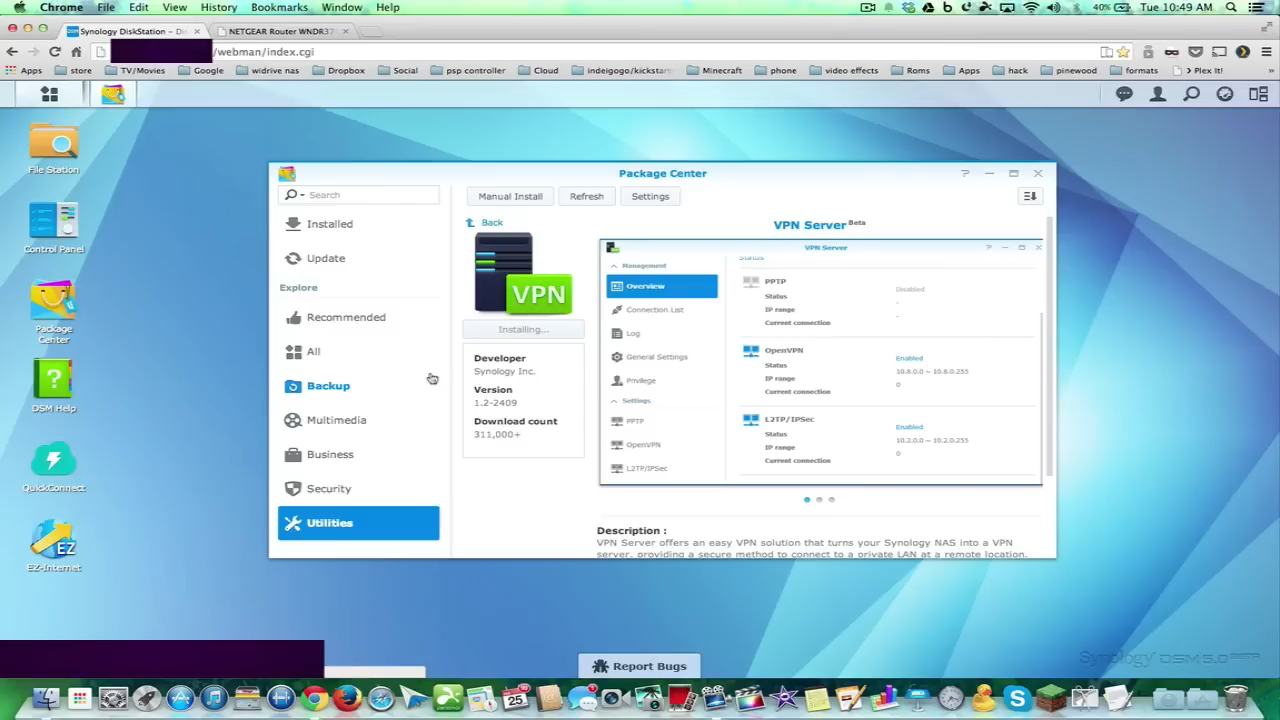 Chrome File Edit View History Bookmarks Window Help 40% Tue 10:49 AM
Synology DiskStation – Di NETGEAR Router WNDR37
/webman/index.cgi
Apps store TV/Movies Google widrive nas Dropbox Social psp controller Cloud indeigogo/kickstart Minecraft phone video effects Roms Apps hack pinewood formats Plex It! »
File Station
Control Panel
Package
Center
DSM Help
QuickConnect
EZ
EZ-Internet
Package Center
Search
Installed
Update
Explore
Recommended
All
Backup
Multimedia
Business
Security
Utilities
Manual Install Refresh Settings
Back
VPN
Installing...
Developer
Synology Inc.
Version
1.2-2409
Download count
311,000+
VPN Server Beta
VPN Server
Management
Overview
Connection List
Log
General Settings
Privilege
Settings
PPTP
OpenVPN
L2TP/IPSec
Status
PPTP
Status Disabled
IP range -
Current connection -
OpenVPN
Status Enabled
IP range 10.8.0.0 ~ 10.8.0.255
Current connection 0
L2TP/IPSec
Status Enabled
IP range 10.2.0.0 ~ 10.2.0.255
Current connection 0
Description :
VPN Server offers an easy VPN solution that turns your Synology NAS into a VPN
server, providing a secure method to connect to a private LAN at a remote location.
Report Bugs
Synology DSM 5.0 BETA
25